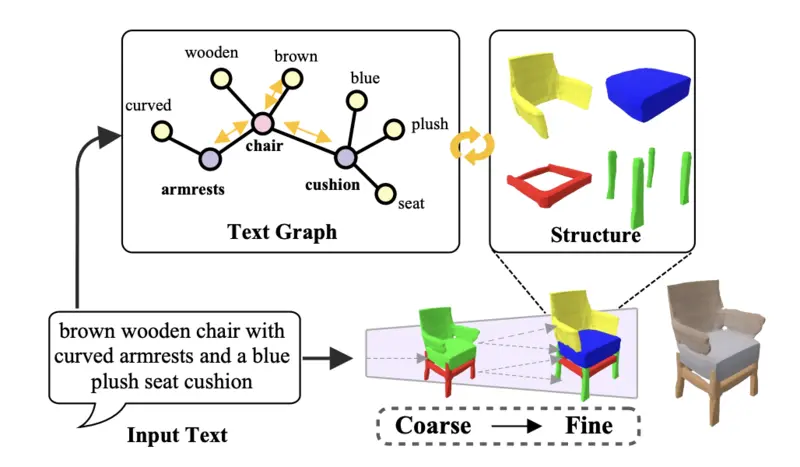 wooden
brown
blue
curved
plush
chair
armrests
cushion
seat
Text Graph
Structure
brown wooden chair with
curved armrests and a blue
plush seat cushion
Input Text
Coarse
Fine